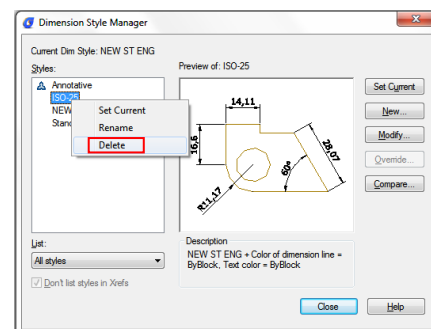 Dimension Style Manager
Current Dim Style: NEW ST ENG
Styles:
Annotative
ISO-25
NEW
Stand
Set Current
Rename
Delete
Preview of: ISO-25
14,11
16,6
28,07
60°
R11,17
Set Current
New...
Modify...
Override...
Compare...
List:
All styles
Don't list styles in Xrefs
Description
NEW ST ENG + Color of dimension line =
ByBlock, Text color = ByBlock
Close
Help